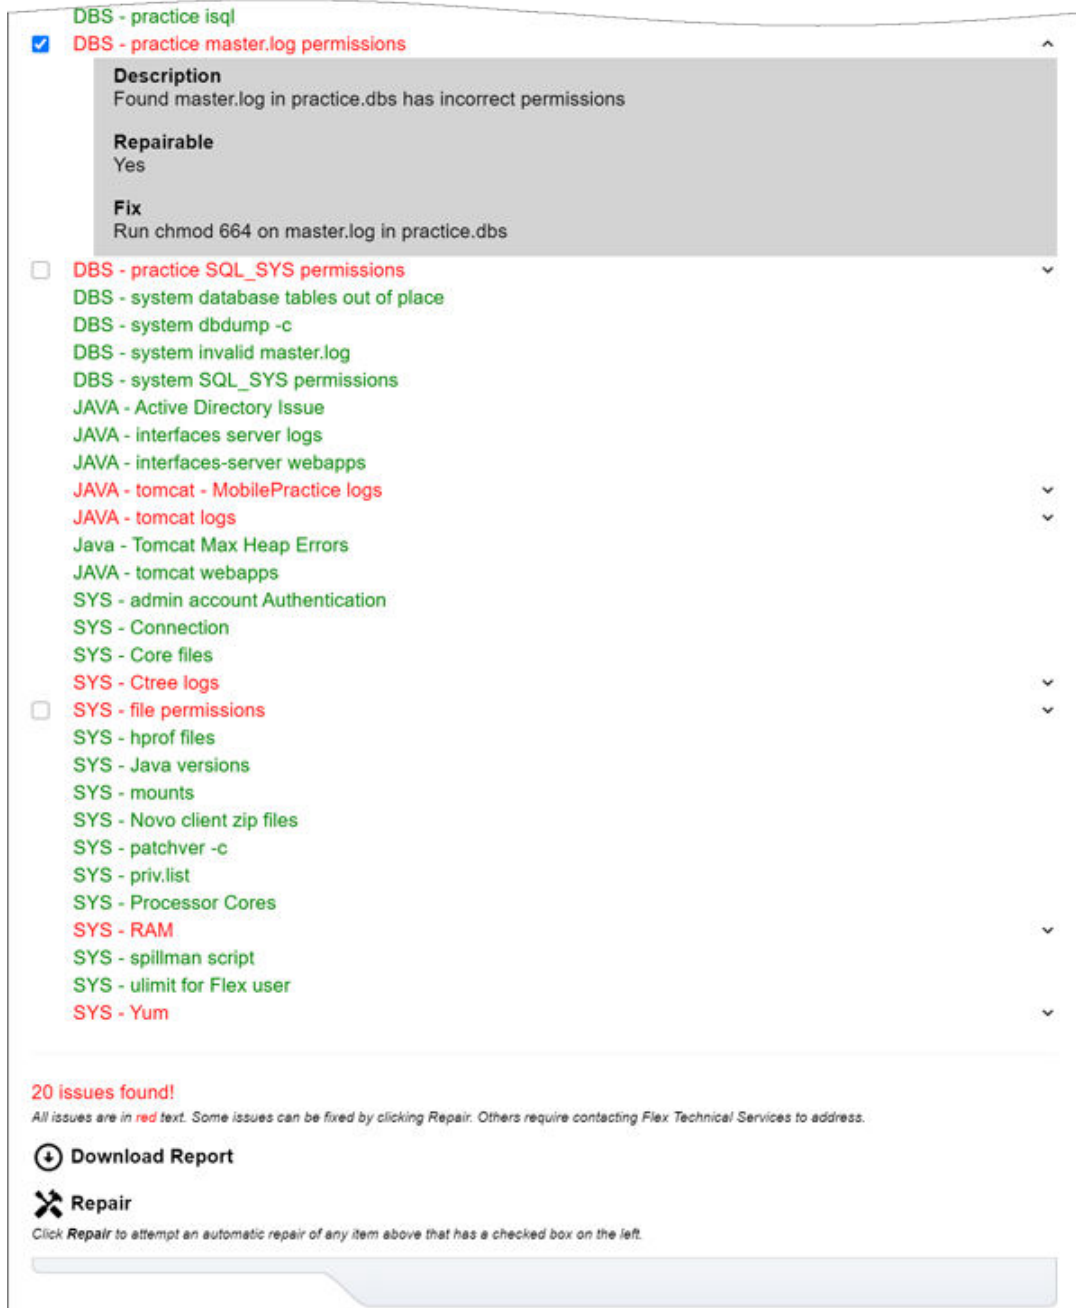 DBS - practice isql
DBS - practice master.log permissions
Description
Found master.log in practice.dbs has incorrect permissions
Repairable
Yes
Fix
Run chmod 664 on master.log in practice.dbs
DBS - practice SQL_SYS permissions
DBS - system database tables out of place
DBS - system dbdump -c
DBS - system invalid master.log
DBS - system SQL_SYS permissions
JAVA - Active Directory Issue
JAVA - interfaces server logs
JAVA - interfaces-server webapps
JAVA - tomcat - MobilePractice logs
JAVA - tomcat logs
Java - Tomcat Max Heap Errors
JAVA - tomcat webapps
SYS - admin account Authentication
SYS - Connection
SYS - Core files
SYS - Ctree logs
SYS - file permissions
SYS - hprof files
SYS - Java versions
SYS - mounts
SYS - Novo client zip files
SYS - patchver -c
SYS - priv.list
SYS - Processor Cores
SYS - RAM
SYS - spillman script
SYS - ulimit for Flex user
SYS - Yum
20 issues found!
All issues are in red text. Some issues can be fixed by clicking Repair. Others require contacting Flex Technical Services to address.
Download Report
Repair
Click Repair to attempt an automatic repair of any item above that has a checked box on the left.